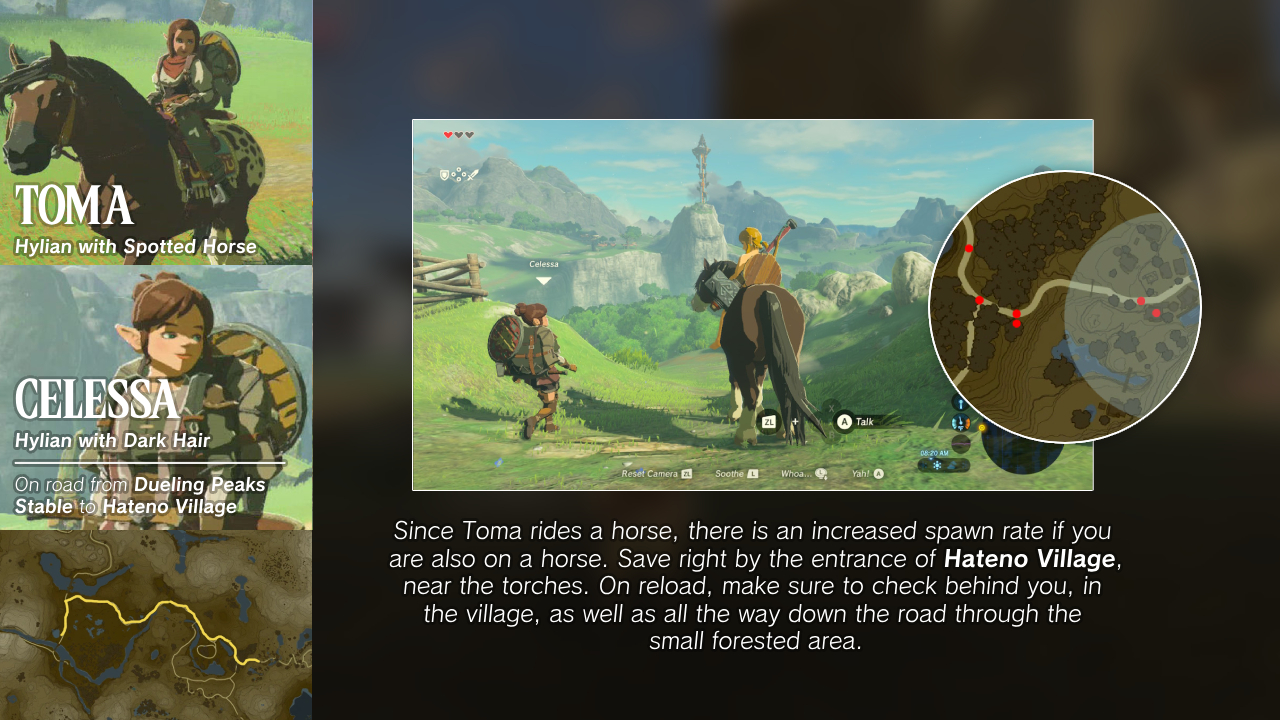 TOMA
Hylian with Spotted Horse
CELESSA
Hylian with Dark Hair
On road from Dueling Peaks
Stable to Hateno Village
Celessa
ZL
+
A Talk
08:20 AM
Reset Camera ZL Soothe L Whoa... L Yah! A
Since Toma rides a horse, there is an increased spawn rate if you
are also on a horse. Save right by the entrance of Hateno Village,
near the torches. On reload, make sure to check behind you, in
the village, as well as all the way down the road through the
small forested area.